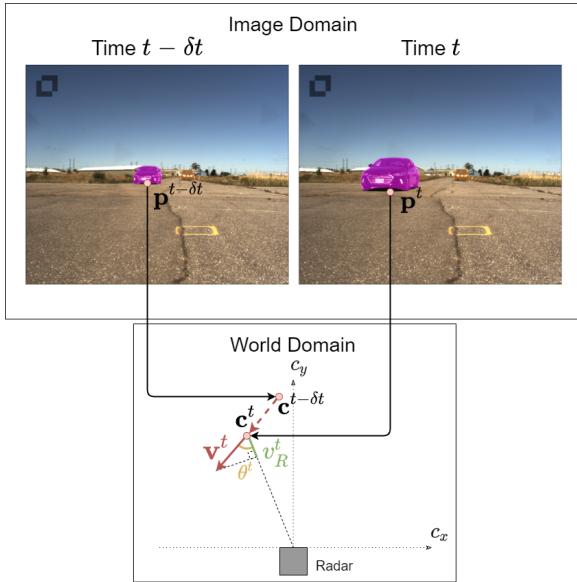 Image Domain
Time t − δt
Time t
p^{t−δt}
p^t
World Domain
c_y
c^{t−δt}
c^t
v^t
v_R^t
θ^t
c_x
Radar